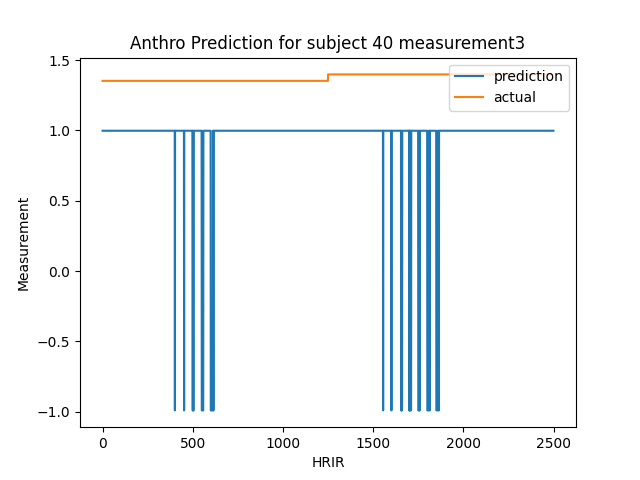 Anthro Prediction for subject 40 measurement3
1.5
1.0
0.5
0.0
−0.5
−1.0
Measurement
prediction
actual
0 500 1000 1500 2000 2500
HRIR